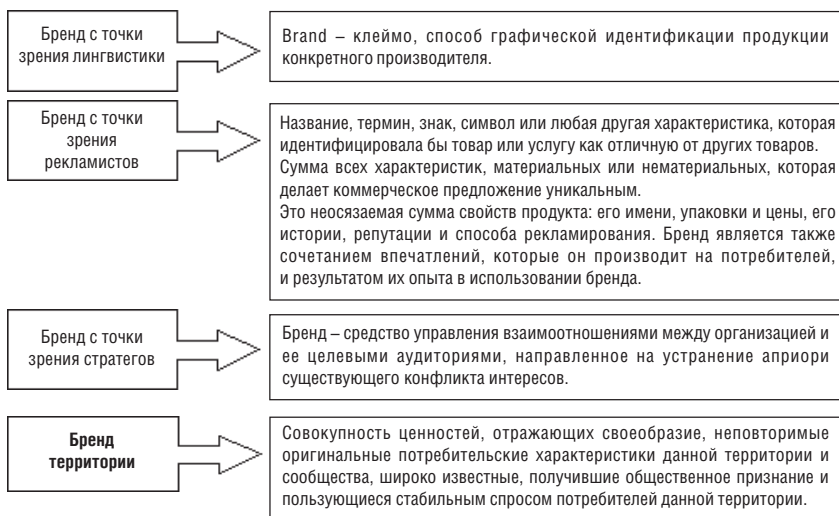 Бренд с точки
зрения лингвистики
Brand – клеймо, способ графической идентификации продукции
конкретного производителя.
Бренд с точки
зрения
рекламистов
Название, термин, знак, символ или любая другая характеристика, которая
идентифицировала бы товар или услугу как отличную от других товаров.
Сумма всех характеристик, материальных или нематериальных, которая
делает коммерческое предложение уникальным.
Это неосязаемая сумма свойств продукта: его имени, упаковки и цены, его
истории, репутации и способа рекламирования. Бренд является также
сочетанием впечатлений, которые он производит на потребителей,
и результатом их опыта в использовании бренда.
Бренд с точки
зрения стратегов
Бренд – средство управления взаимоотношениями между организацией и
ее целевыми аудиториями, направленное на устранение априори
существующего конфликта интересов.
Бренд
территории
Совокупность ценностей, отражающих своеобразие, неповторимые
оригинальные потребительские характеристики данной территории и
сообщества, широко известные, получившие общественное признание и
пользующиеся стабильным спросом потребителей данной территории.